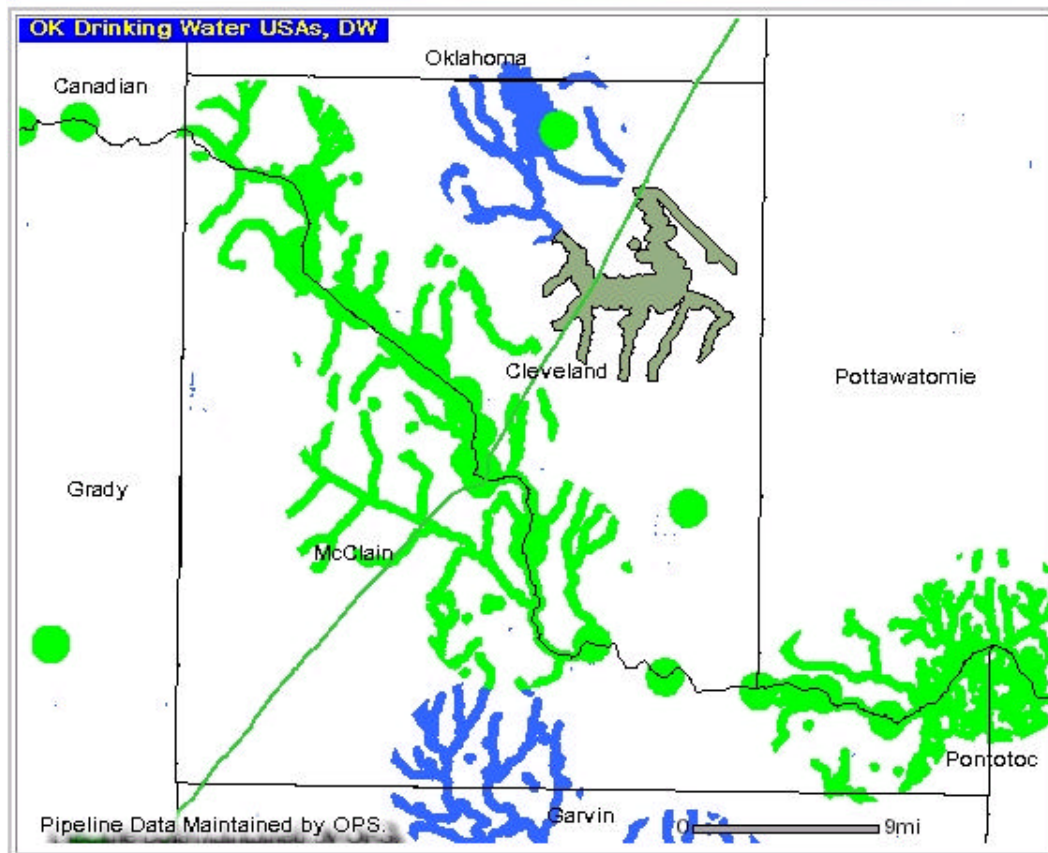 OK Drinking Water USAs, DW
Oklahoma
Canadian
Cleveland
Pottawatomie
Grady
McClain
Pontotoc
Garvin
Pipeline Data Maintained by OPS.
0 9mi